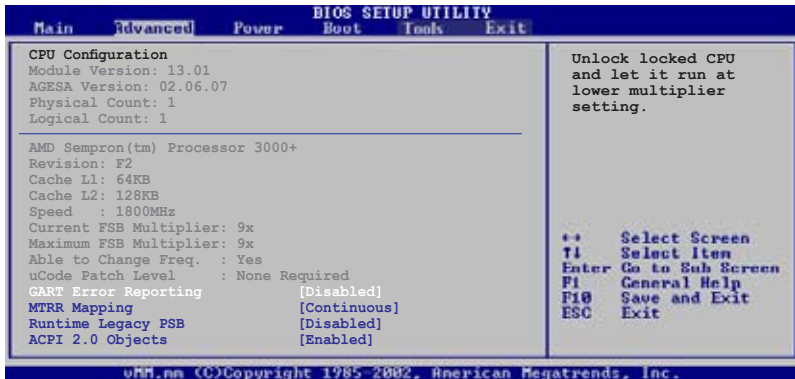 BIOS SETUP UTILITY
Main Advanced Power Boot Tools Exit
CPU Configuration
Module Version: 13.01
AGESA Version: 02.06.07
Physical Count: 1
Logical Count: 1
AMD Sempron(tm) Processor 3000+
Revision: F2
Cache L1: 64KB
Cache L2: 128KB
Speed : 1800MHz
Current FSB Multiplier: 9x
Maximum FSB Multiplier: 9x
Able to Change Freq. : Yes
uCode Patch Level : None Required
GART Error Reporting [Disabled]
MTRR Mapping [Continuous]
Runtime Legacy PSB [Disabled]
ACPI 2.0 Objects [Enabled]
Unlock locked CPU
and let it run at
lower multiplier
setting.
↔ Select Screen
↑↓ Select Item
Enter Go to Sub Screen
F1 General Help
F10 Save and Exit
ESC Exit
vMM.mm (C)Copyright 1985-2002, American Megatrends, Inc.